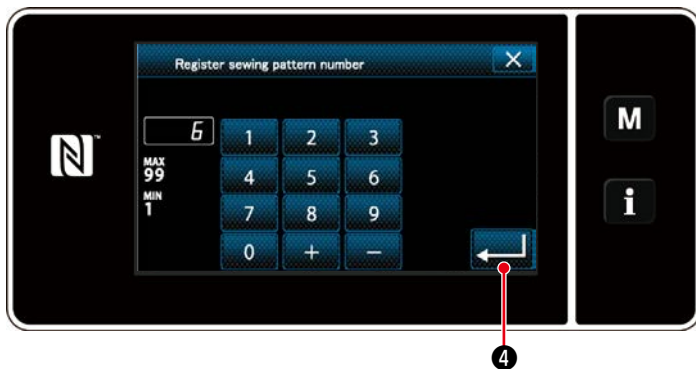 Register sewing pattern number
6
MAX
99
MIN
1
1 2 3
4 5 6
7 8 9
0 + −
M
i
N
4